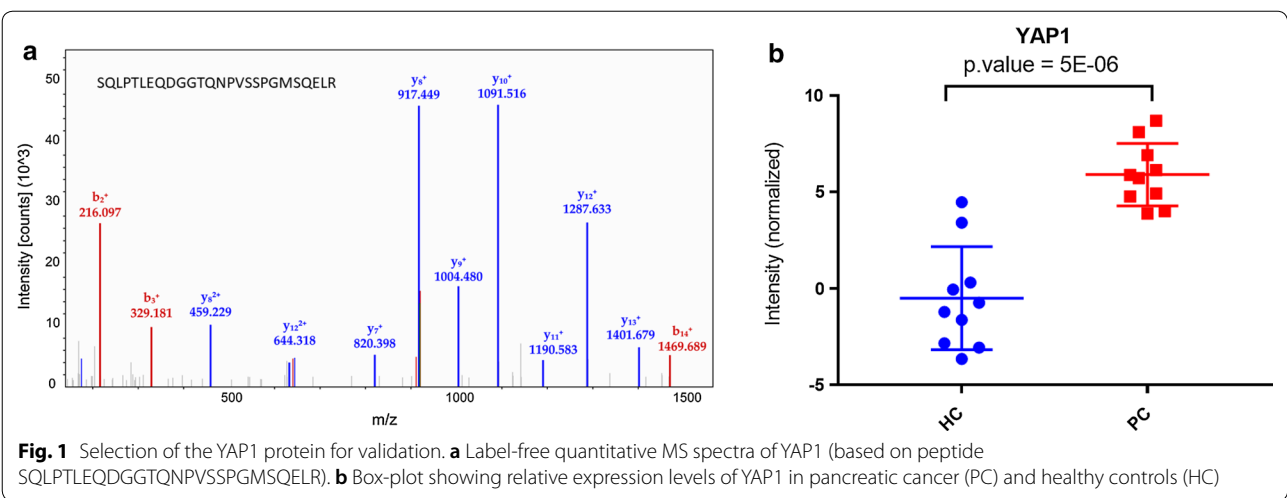 a
SQLPTLEQDGGTQNPVSSPGMSQELR
Intensity [counts] (10^3)
50
40
30
20
10
0
b₂⁺
216.097
b₃⁺
329.181
y₈²⁺
459.229
y₁₂²⁺
644.318
y₇⁺
820.398
y₈⁺
917.449
y₉⁺
1004.480
y₁₀⁺
1091.516
y₁₁⁺
1190.583
y₁₂⁺
1287.633
y₁₃⁺
1401.679
b₁₄⁺
1469.689
500
1000
1500
m/z
b
YAP1
p.value = 5E-06
Intensity (normalized)
10
5
0
-5
HC
PC
Fig. 1 Selection of the YAP1 protein for validation. a Label-free quantitative MS spectra of YAP1 (based on peptide
SQLPTLEQDGGTQNPVSSPGMSQELR). b Box-plot showing relative expression levels of YAP1 in pancreatic cancer (PC) and healthy controls (HC)